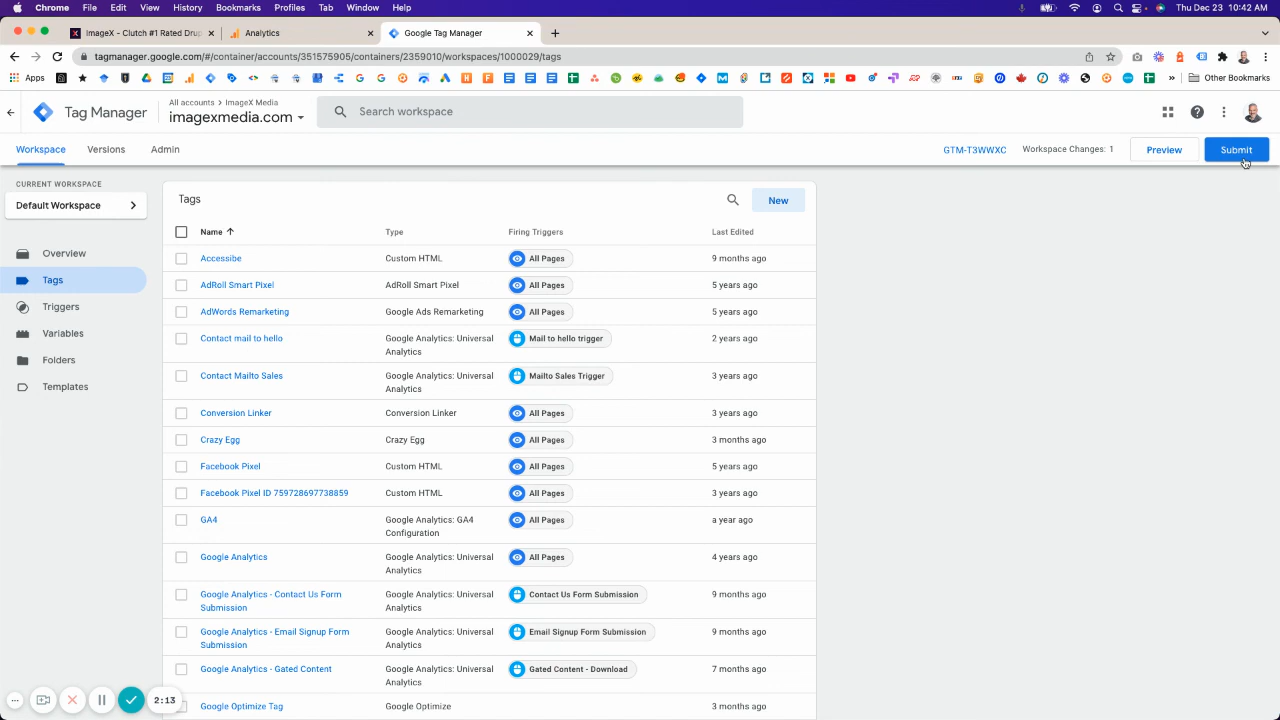 Chrome File Edit View History Bookmarks Profiles Tab Window Help Thu Dec 23 10:42 AM
ImageX - Clutch #1 Rated Drup × Analytics × Google Tag Manager × +
tagmanager.google.com/#/container/accounts/351575905/containers/2359010/workspaces/1000029/tags
Apps » Other Bookmarks
Tag Manager
All accounts > ImageX Media
imagexmedia.com
Search workspace
Workspace Versions Admin GTM-T3WWXC Workspace Changes: 1 Preview Submit
CURRENT WORKSPACE
Default Workspace
Overview
Tags
Triggers
Variables
Folders
Templates
Tags New
Name Type Firing Triggers Last Edited
Accessibe Custom HTML All Pages 9 months ago
AdRoll Smart Pixel AdRoll Smart Pixel All Pages 5 years ago
AdWords Remarketing Google Ads Remarketing All Pages 5 years ago
Contact mail to hello Google Analytics: Universal Mail to hello trigger 2 years ago
Analytics
Contact Mailto Sales Google Analytics: Universal Mailto Sales Trigger 3 years ago
Analytics
Conversion Linker Conversion Linker All Pages 3 years ago
Crazy Egg Crazy Egg All Pages 3 months ago
Facebook Pixel Custom HTML All Pages 5 years ago
Facebook Pixel ID 759728697738859 Custom HTML All Pages 3 years ago
GA4 Google Analytics: GA4 All Pages a year ago
Configuration
Google Analytics Google Analytics: Universal All Pages 4 years ago
Analytics
Google Analytics - Contact Us Form Google Analytics: Universal Contact Us Form Submission 9 months ago
Submission Analytics
Google Analytics - Email Signup Form Google Analytics: Universal Email Signup Form Submission 9 months ago
Submission Analytics
Google Analytics - Gated Content Google Analytics: Universal Gated Content - Download 7 months ago
Analytics
Google Optimize Tag Google Optimize 3 months ago
2:13